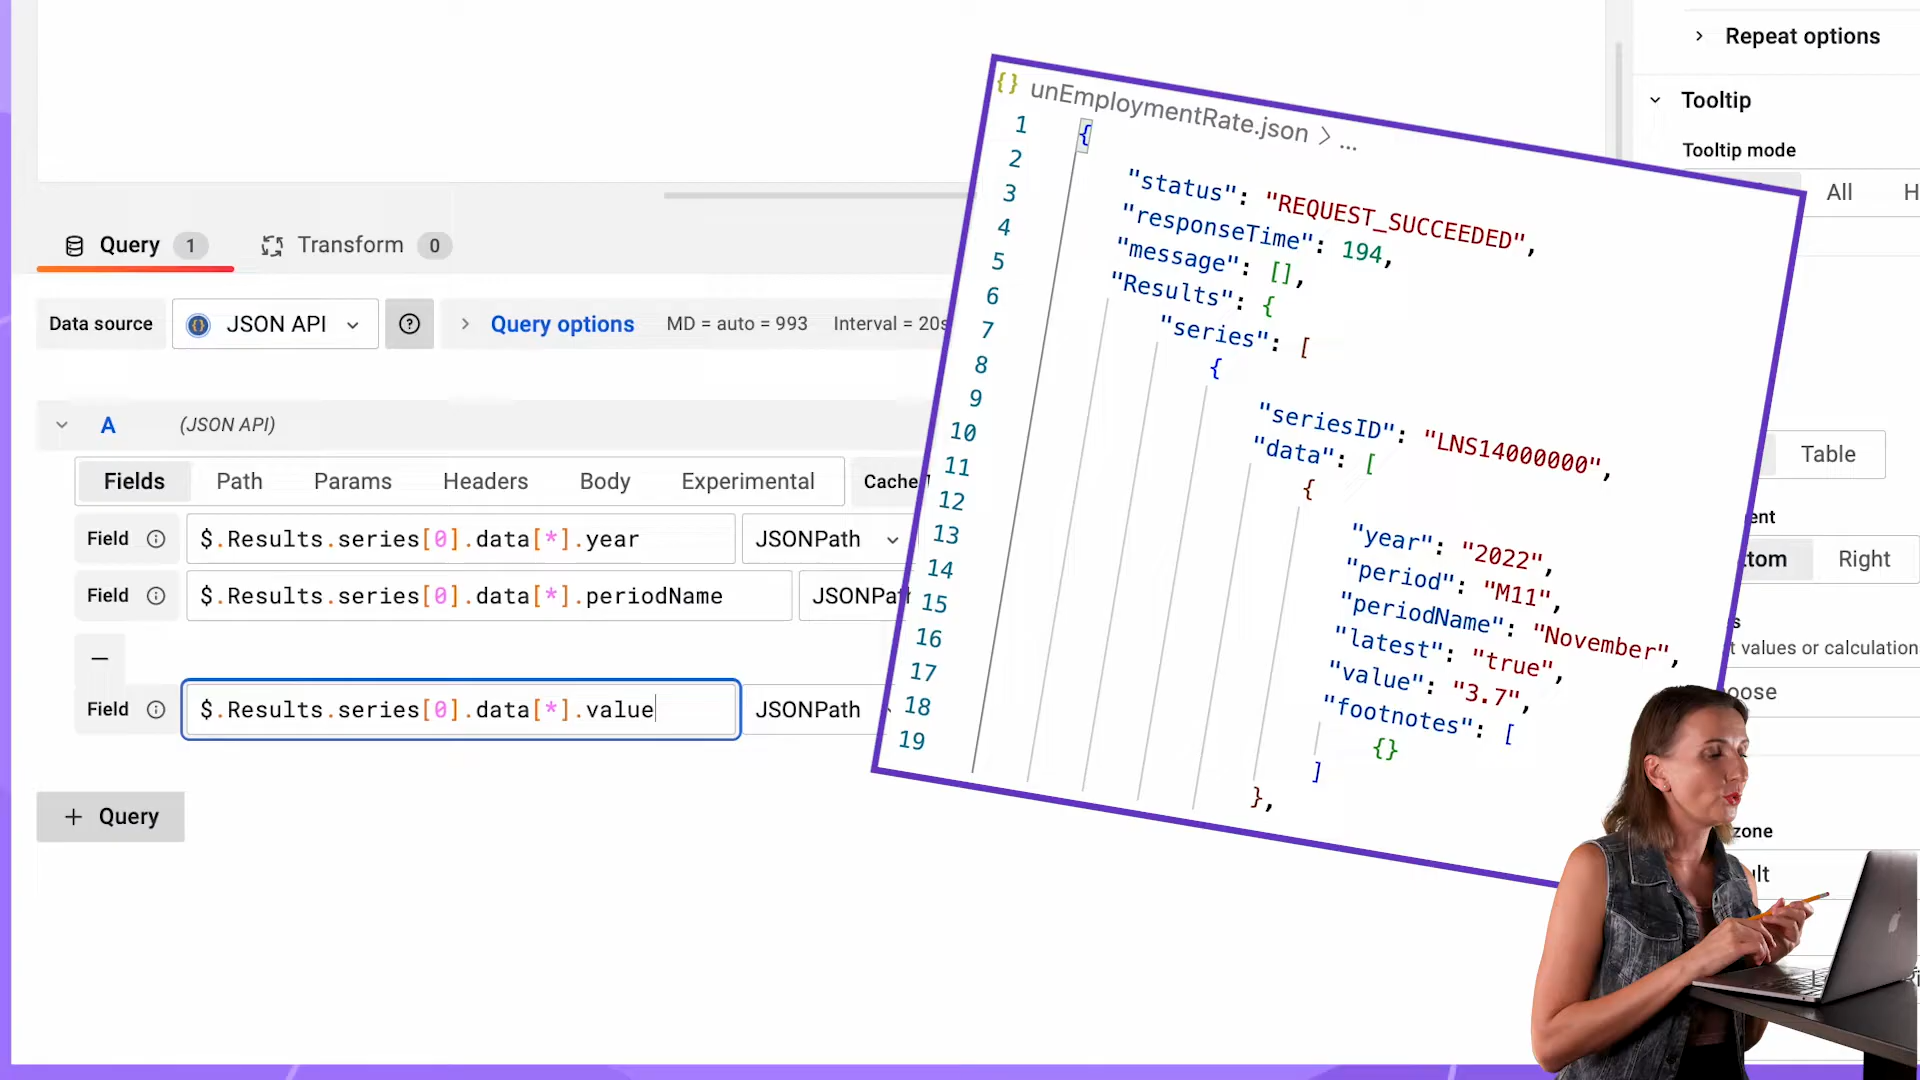 Query 1
Transform 0
Data source
JSON API
Query options
MD = auto = 993
Interval = 20s
A
(JSON API)
Fields
Path
Params
Headers
Body
Experimental
Cache
Field
$.Results.series[0].data[*].year
JSONPath
Field
$.Results.series[0].data[*].periodName
JSONPath
Field
$.Results.series[0].data[*].value
JSONPath
+ Query
{} unEmploymentRate.json > ...
1 {
2 "status": "REQUEST_SUCCEEDED",
3 "responseTime": 194,
4 "message": [],
5 "Results": {
6 "series": [
7 {
8 "seriesID": "LNS14000000",
9 "data": [
10 {
11 "year": "2022",
12 "period": "M11",
13 "periodName": "November",
14 "latest": "true",
15 "value": "3.7",
16 "footnotes": [
17 {}
18 ]
19 },
Repeat options
Tooltip
Tooltip mode
All
H
Table
Right
values or calculation